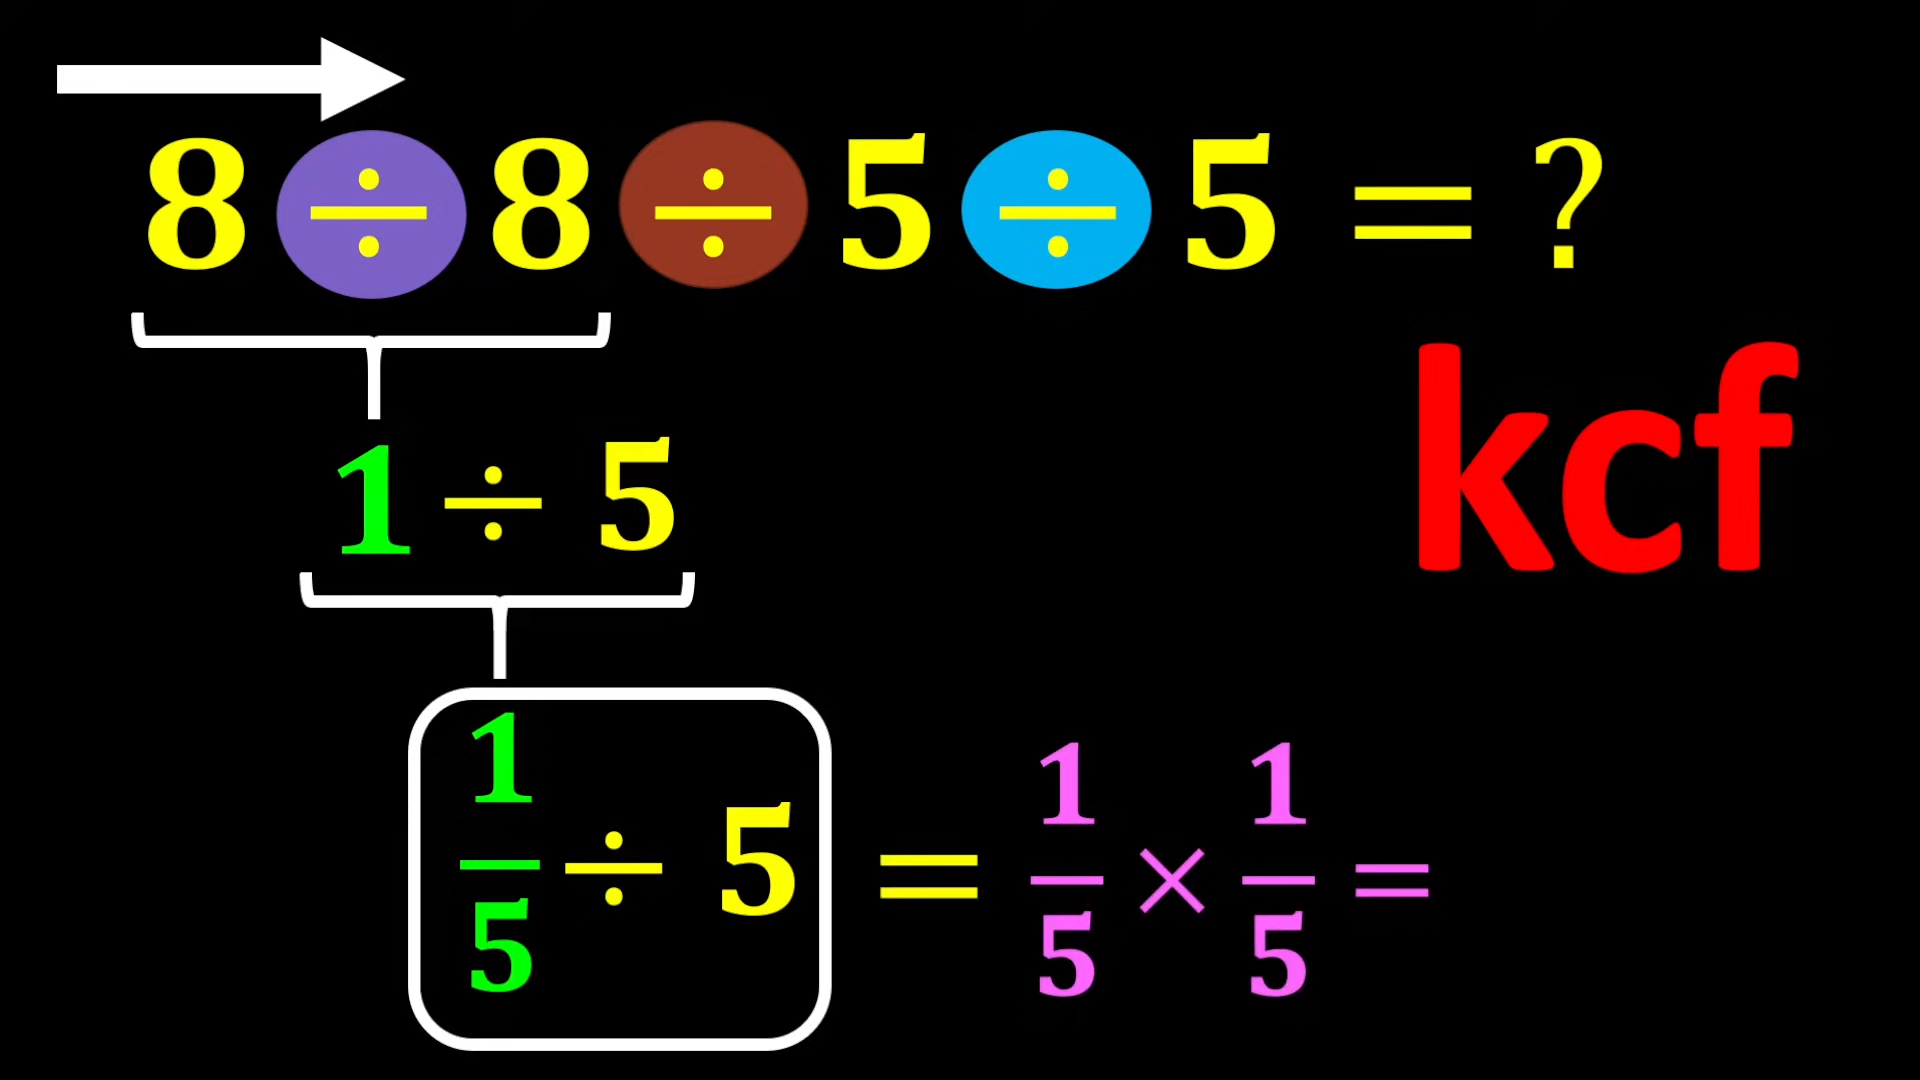 8 ÷ 8 ÷ 5 ÷ 5 = ?
kcf
1 ÷ 5
1/5 ÷ 5 = 1/5 × 1/5 =